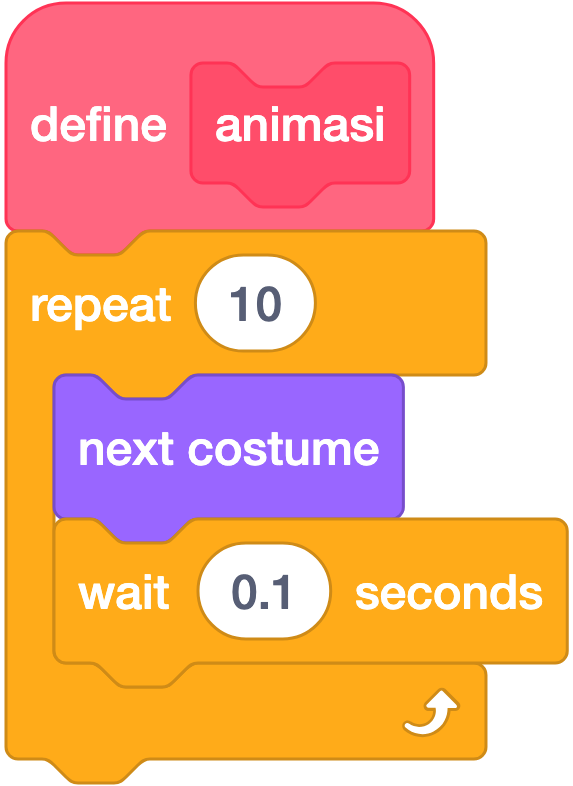 define animasi
repeat 10
next costume
wait 0.1 seconds